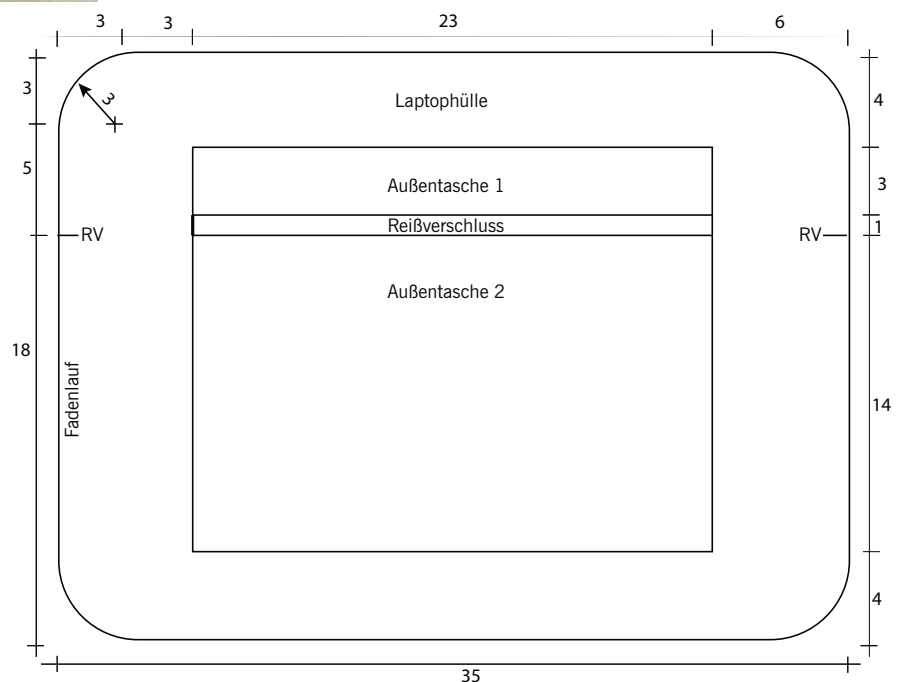 3 3 23 6
3
3
4
Laptophülle
5
Außentasche 1
3
Reißverschluss
1
RV
RV
Außentasche 2
18
Fadenlauf
14
4
35